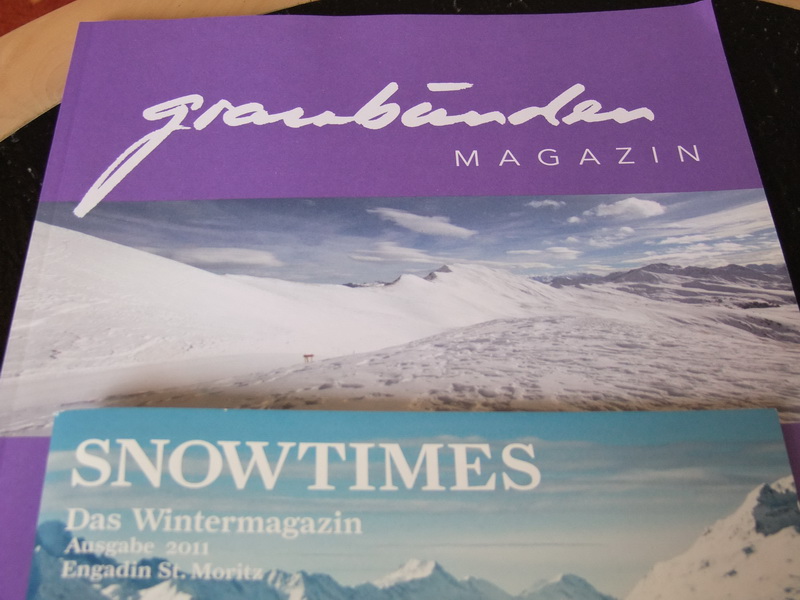 graubünden
MAGAZIN
SNOWTIMES
Das Wintermagazin
Ausgabe 2011
Engadin St. Moritz